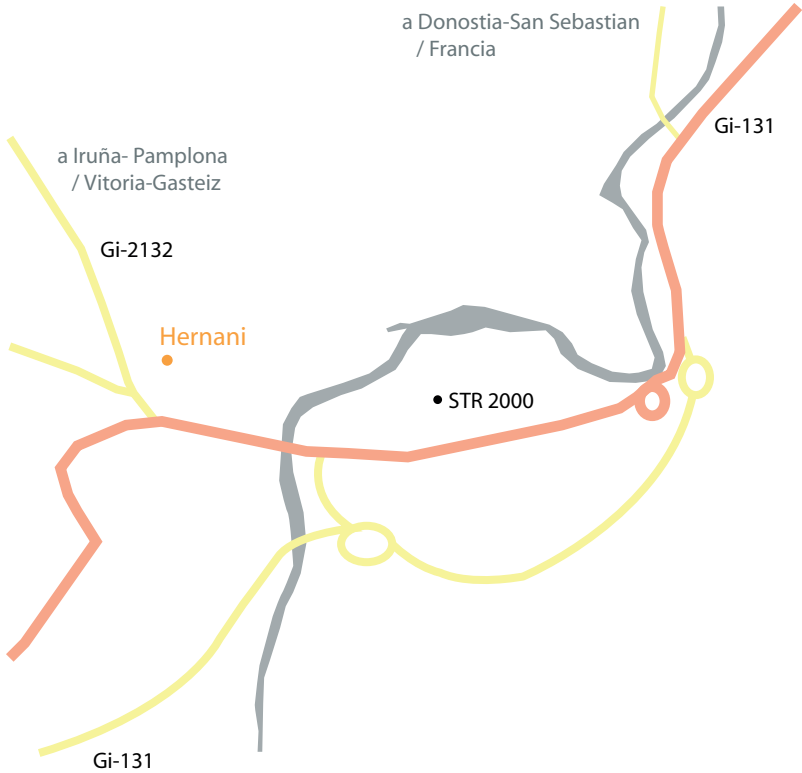 a Donostia-San Sebastian
/ Francia
Gi-131
a Iruña- Pamplona
/ Vitoria-Gasteiz
Gi-2132
Hernani
STR 2000
Gi-131